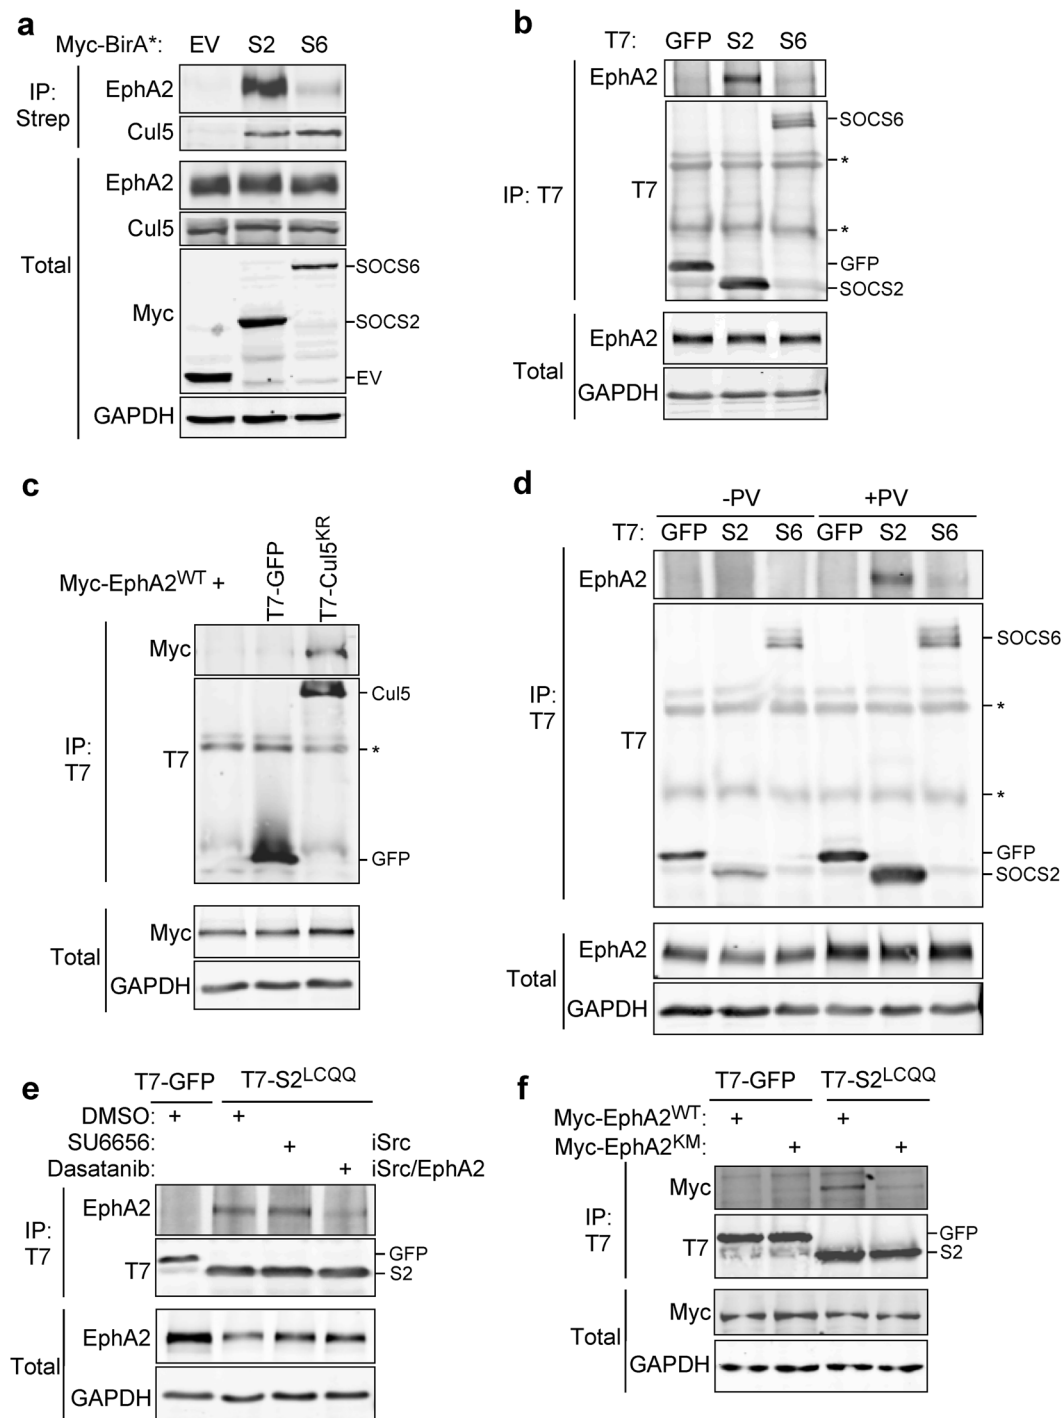 a
Myc-BirA*: EV S2 S6
IP: Strep
EphA2
Cul5
Total
EphA2
Cul5
Myc
SOCS6
SOCS2
EV
GAPDH
b
T7: GFP S2 S6
IP: T7
EphA2
T7
SOCS6
*
*
GFP
SOCS2
Total
EphA2
GAPDH
c
Myc-EphA2WT +
T7-GFP
T7-Cul5KR
IP: T7
Myc
T7
Cul5
*
GFP
Total
Myc
GAPDH
d
-PV +PV
T7: GFP S2 S6 GFP S2 S6
IP: T7
EphA2
T7
SOCS6
*
*
GFP
SOCS2
Total
EphA2
GAPDH
e
T7-GFP T7-S2LCQQ
DMSO: + +
SU6656: + iSrc
Dasatanib: + iSrc/EphA2
IP: T7
EphA2
T7
GFP
S2
Total
EphA2
GAPDH
f
T7-GFP T7-S2LCQQ
Myc-EphA2WT: + +
Myc-EphA2KM: + +
IP: T7
Myc
T7
GFP
S2
Total
Myc
GAPDH